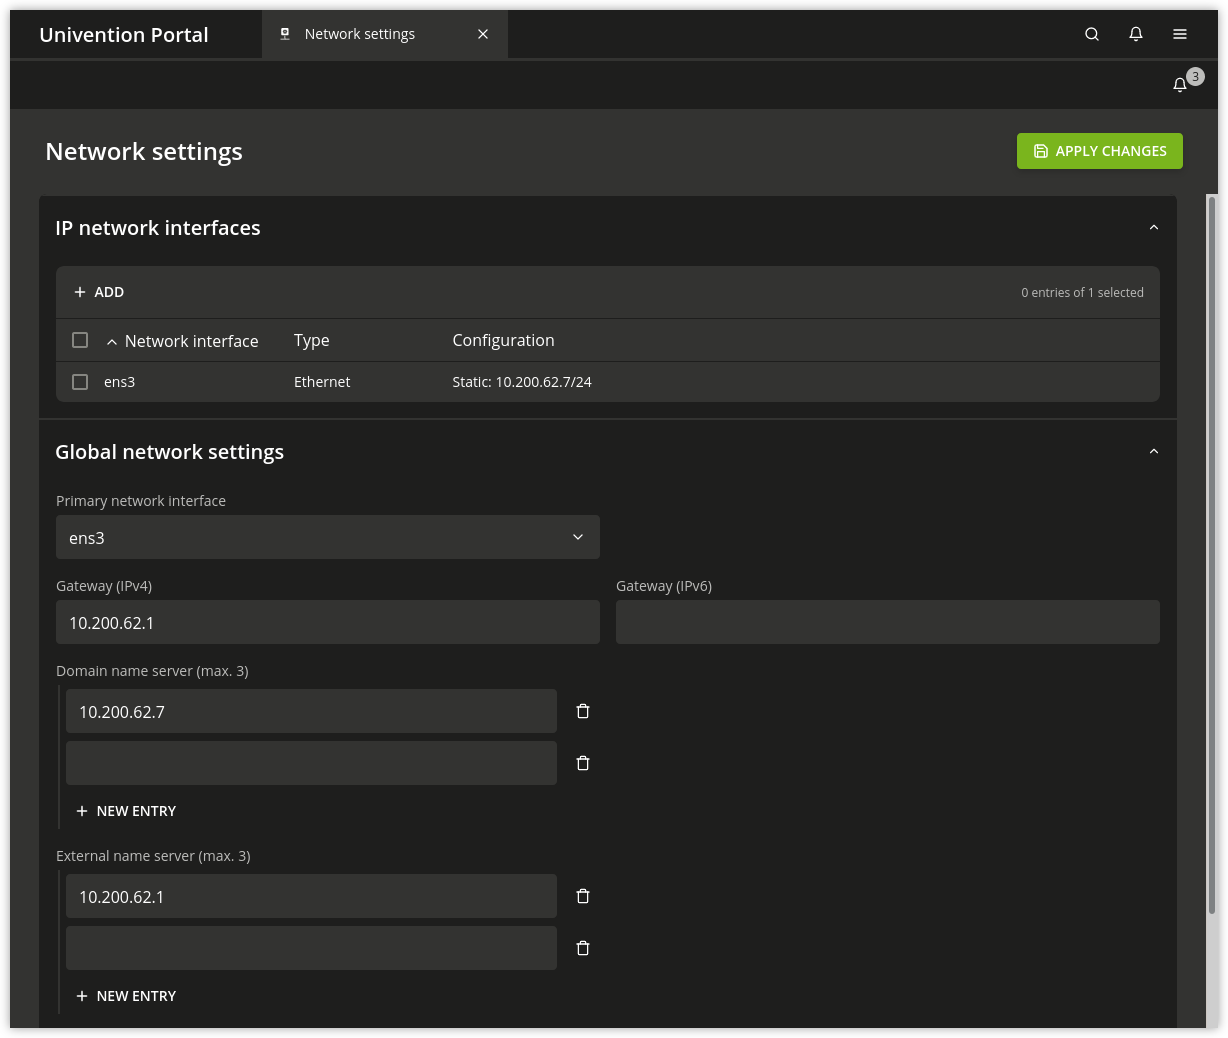 Univention Portal
Network settings
3
Network settings
APPLY CHANGES
IP network interfaces
ADD
0 entries of 1 selected
Network interface Type Configuration
ens3 Ethernet Static: 10.200.62.7/24
Global network settings
Primary network interface
ens3
Gateway (IPv4) Gateway (IPv6)
10.200.62.1
Domain name server (max. 3)
10.200.62.7
NEW ENTRY
External name server (max. 3)
10.200.62.1
NEW ENTRY